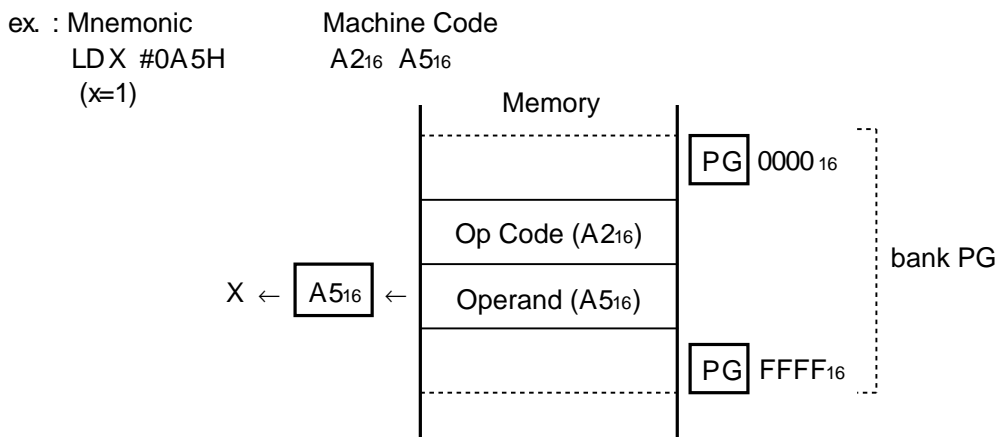 ex. : Mnemonic Machine Code
LDX #0A5H A2₁₆ A5₁₆
(x=1)
Memory
PG 0000₁₆
Op Code (A2₁₆)
bank PG
X ← A5₁₆ ← Operand (A5₁₆)
PG FFFF₁₆